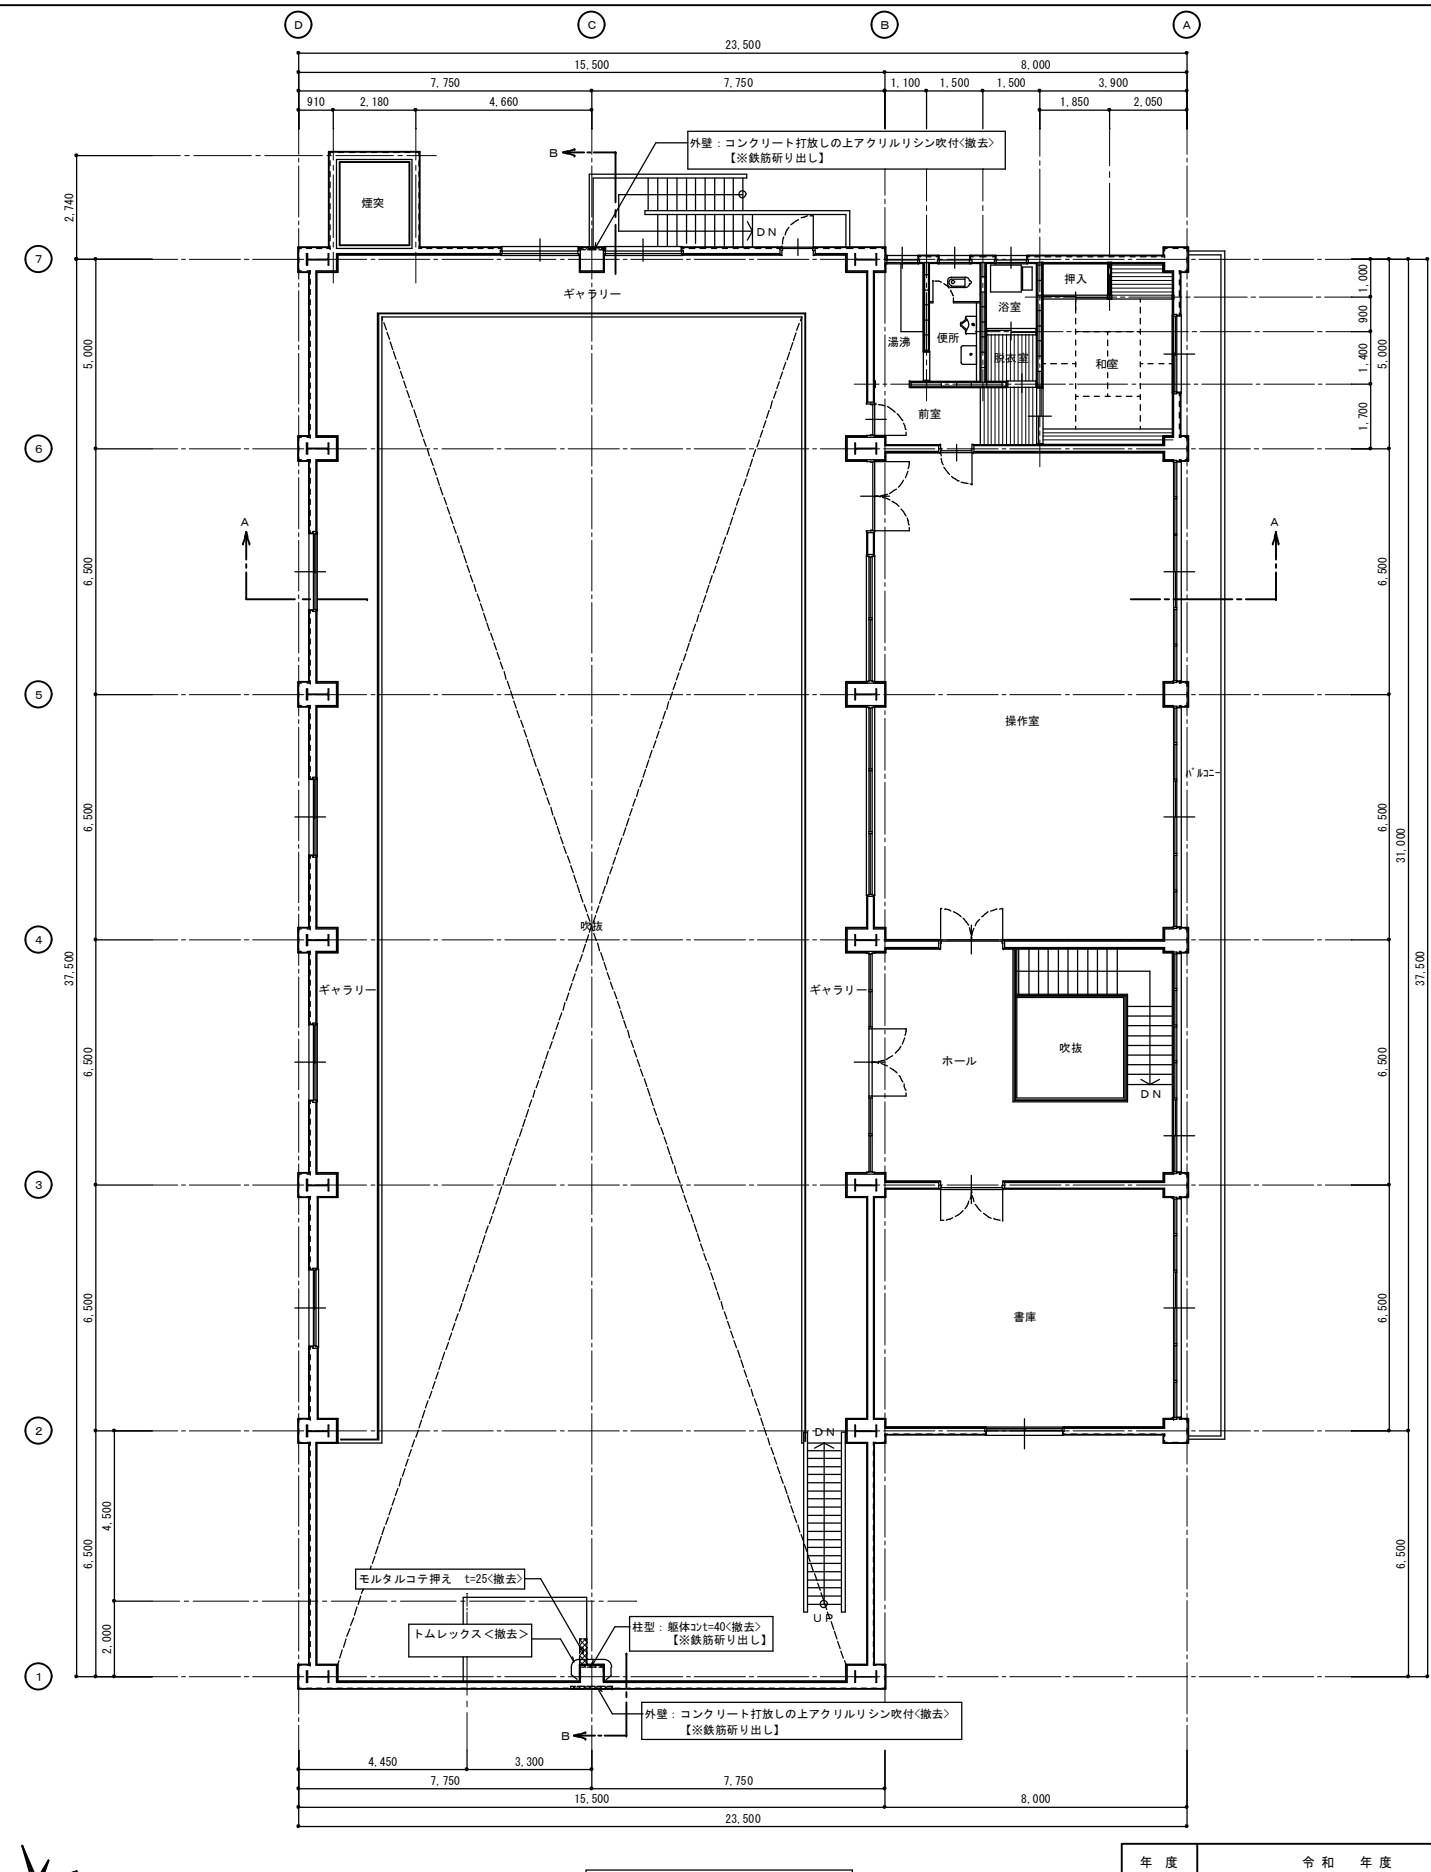 D
C
B
A
23,500
15,500
8,000
7,750
7,750
1,100
1,500
1,500
3,900
910
2,180
4,660
1,850
2,050
外壁：コンクリート打放しの上アクリルリシン吹付<撤去>
【※鉄筋斫り出し】
B
煙突
2,740
DN
7
ギャラリー
押入
浴室
湯沸
便所
脱衣室
和室
前室
1,000
900
1,400
1,700
5,000
5,000
6
A
A
6,500
6,500
5
操作室
バルコニー
6,500
6,500
31,000
吹抜
4
37,500
37,500
ギャラリー
ギャラリー
ホール
吹抜
DN
6,500
6,500
3
6,500
6,500
書庫
2
DN
4,500
6,500
6,500
モルタルコテ押え t=25<撤去>
UP
トムレックス<撤去>
柱型：躯体コンt=40<撤去>
【※鉄筋斫り出し】
2,000
1
外壁：コンクリート打放しの上アクリルリシン吹付<撤去>
【※鉄筋斫り出し】
B
4,450
3,300
7,750
7,750
15,500
8,000
23,500
年 度
令 和 年 度